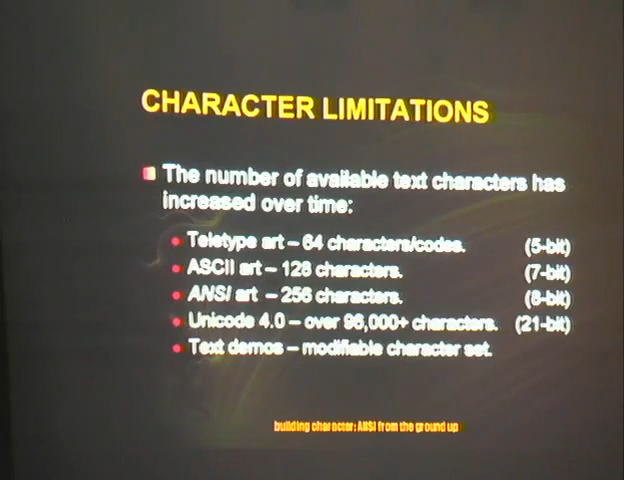 CHARACTER LIMITATIONS
The number of available text characters has
increased over time:
Teletype art – 64 characters/codes. (5-bit)
ASCII art – 128 characters. (7-bit)
ANSI art – 256 characters. (8-bit)
Unicode 4.0 – over 96,000+ characters. (21-bit)
Text demos – modifiable character set.
building character: ANSI from the ground up